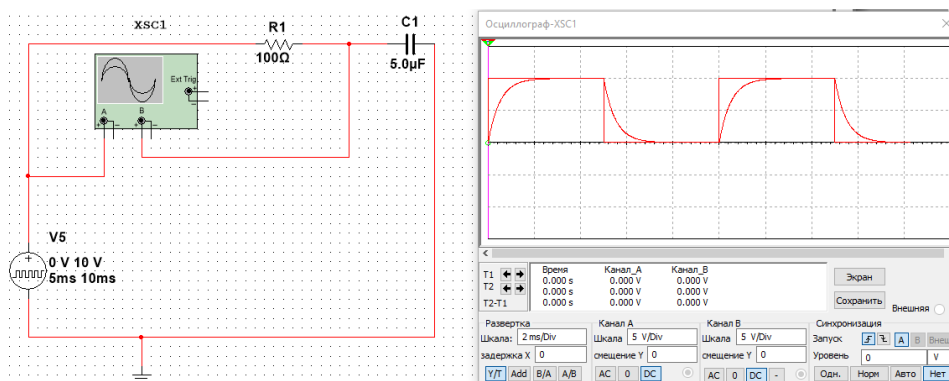 XSC1
Ext Trig
+
-
A
B
+ - + -
R1
100Ω
C1
5.0µF
V5
+
0 V 10 V
5ms 10ms
Осциллограф-XSC1
T1
T2
T2-T1
Время Канал_A Канал_B
0.000 s 0.000 V 0.000 V
0.000 s 0.000 V 0.000 V
0.000 s 0.000 V 0.000 V
Экран
Сохранить
Внешняя
Развертка
Шкала: 2 ms/Div
задержка X 0
Y/T Add B/A A/B
Канал A
Шкала 5 V/Div
смещение Y 0
AC 0 DC
Канал B
Шкала 5 V/Div
смещение Y 0
AC 0 DC -
Синхронизация
Запуск A B Внеш
Уровень 0 V
Одн. Норм Авто Нет